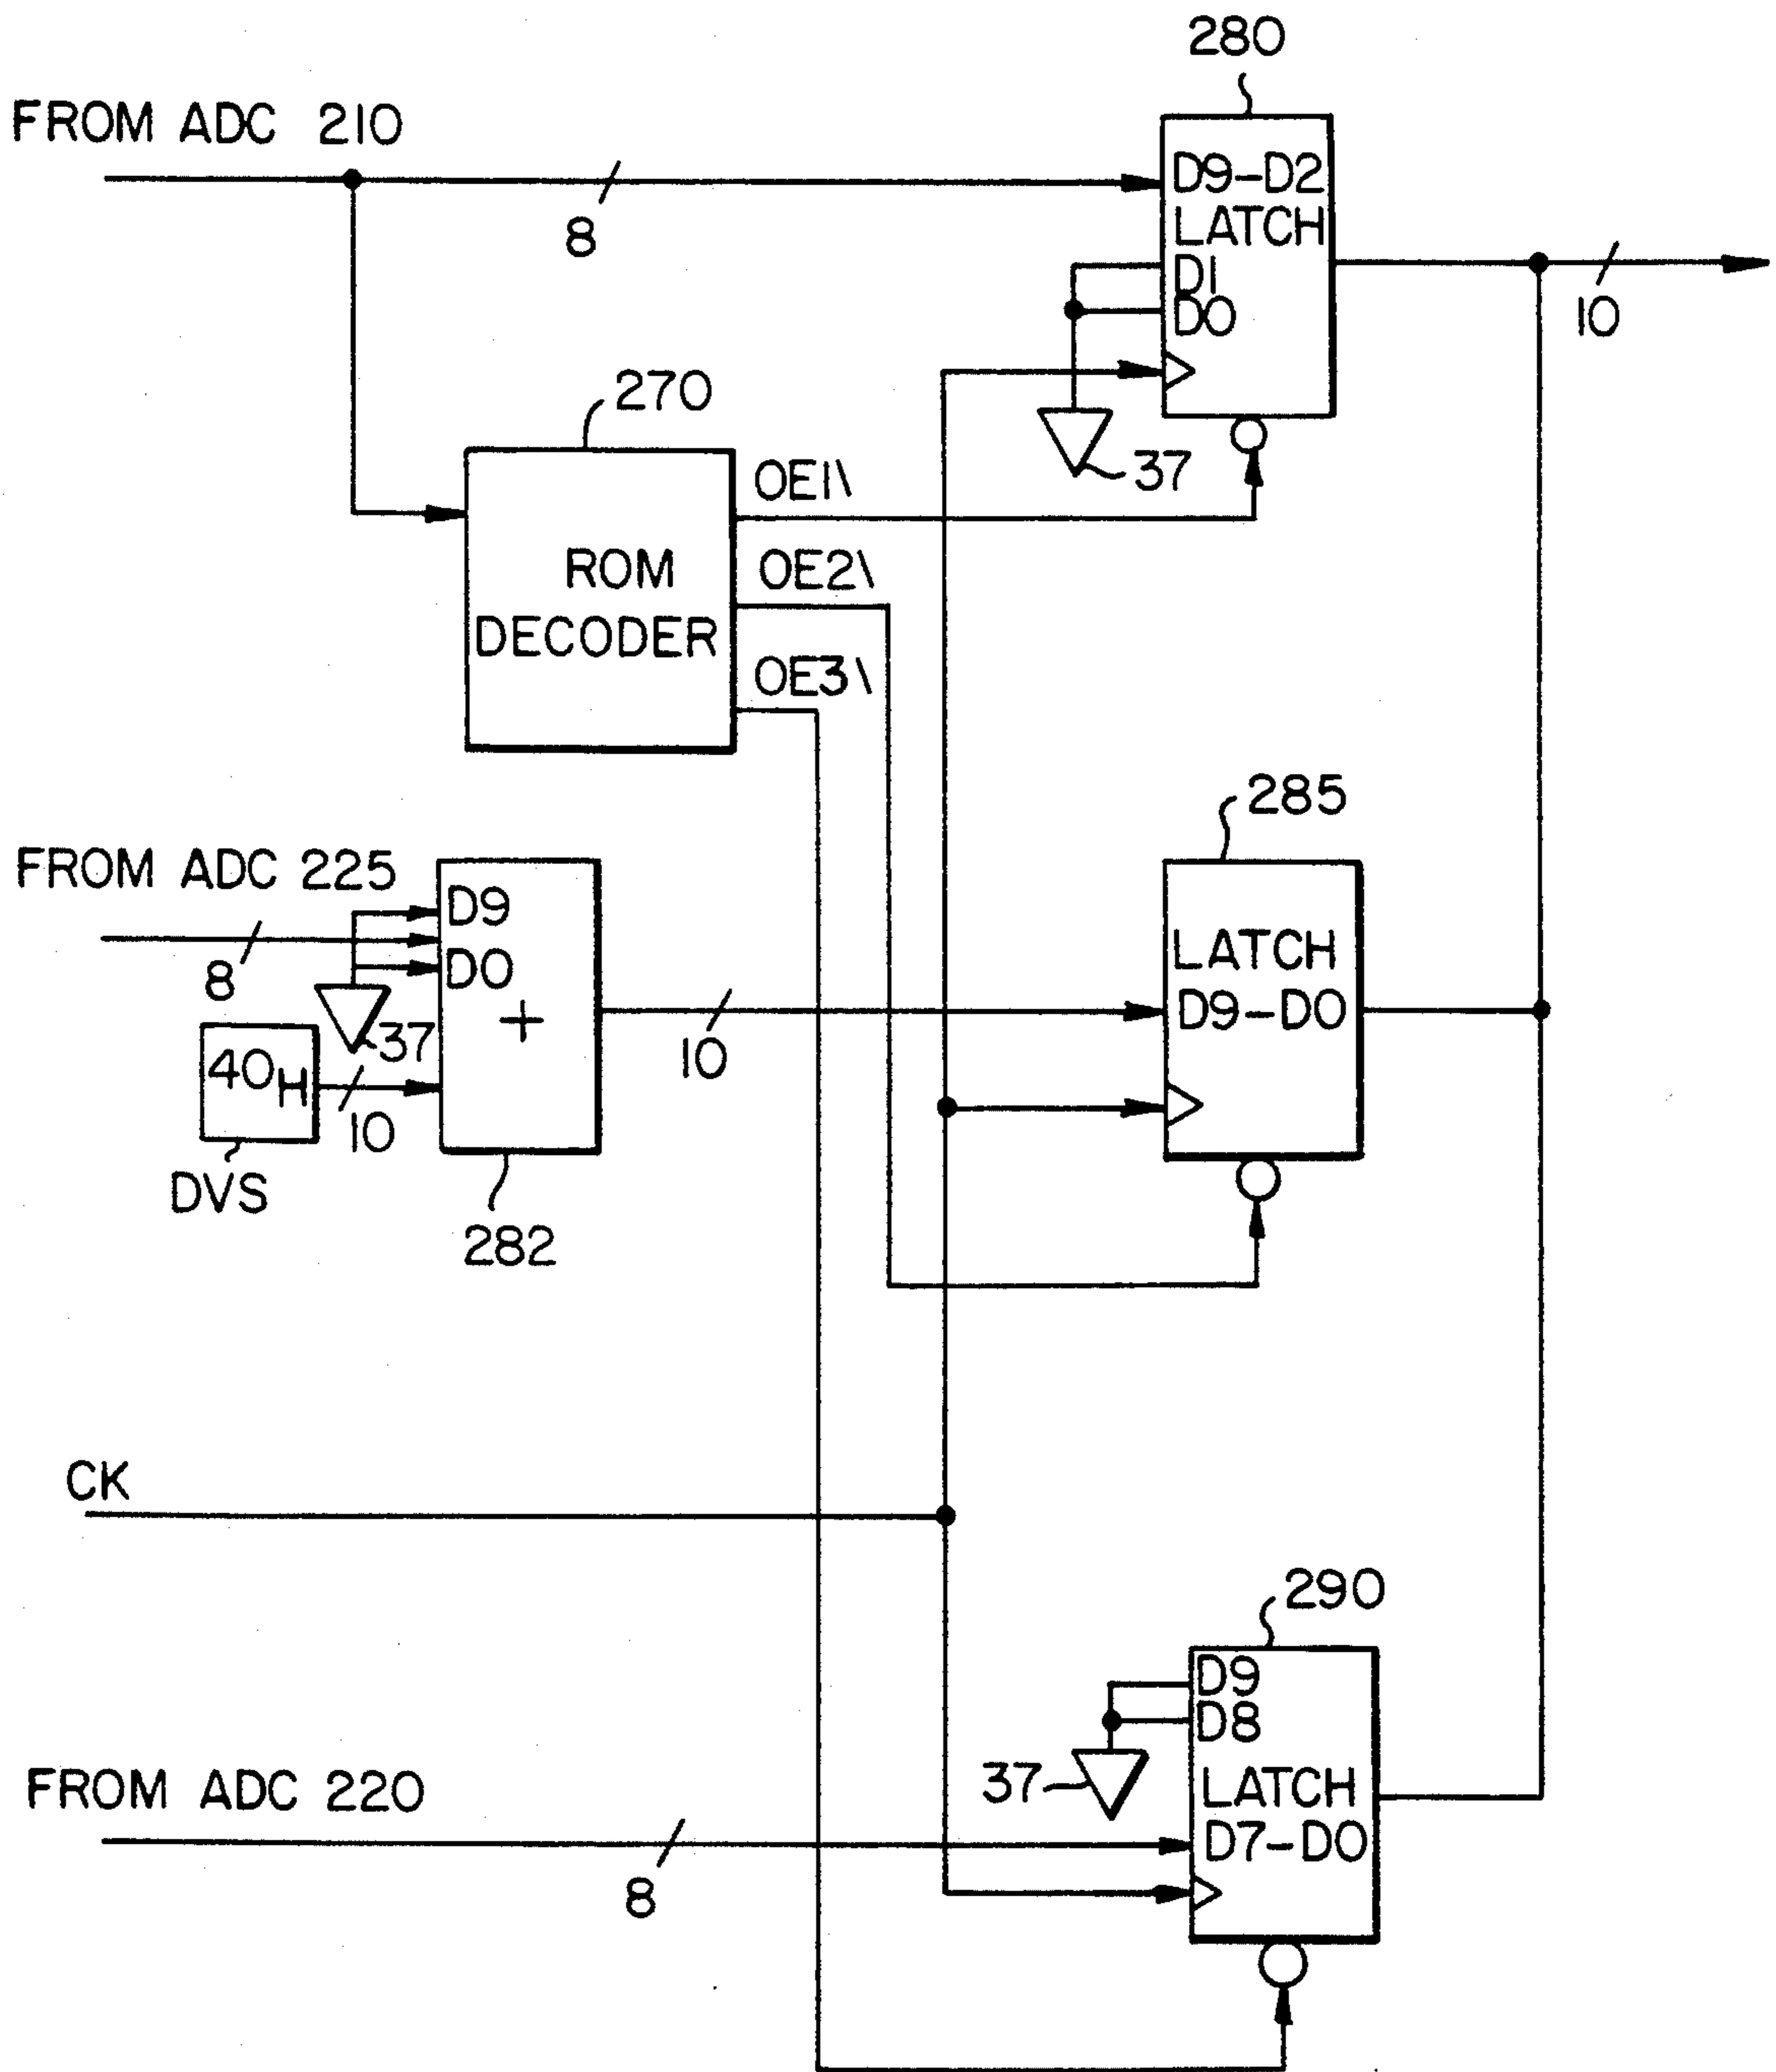 280
FROM ADC 210
8
D9-D2
LATCH
D1
D0
10
37
270
OE1\
ROM
DECODER
OE2\
OE3\
285
FROM ADC 225
8
D9
D0
+
37
40H
10
DVS
282
10
LATCH
D9-D0
CK
290
D9
D8
37
LATCH
D7-D0
FROM ADC 220
8